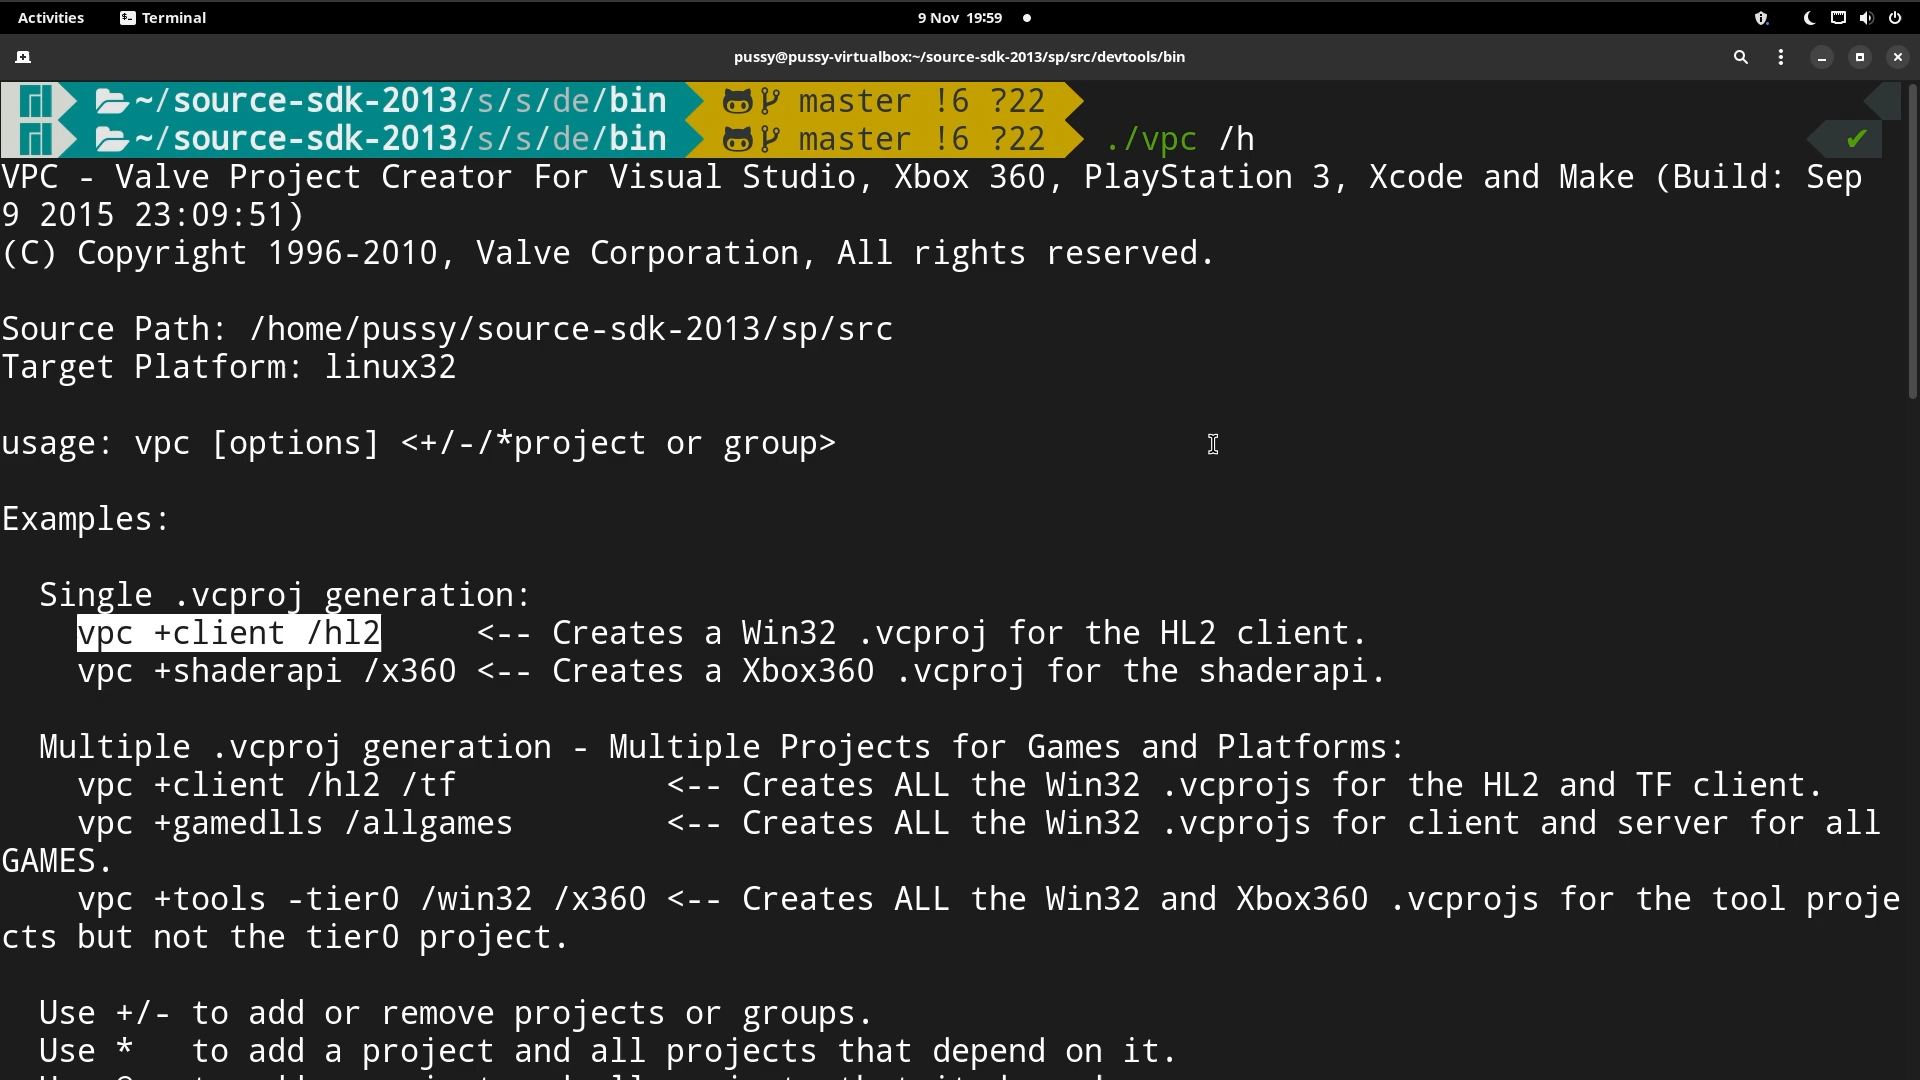 Activities Terminal 9 Nov 19:59
pussy@pussy-virtualbox:~/source-sdk-2013/sp/src/devtools/bin
~/source-sdk-2013/s/s/de/bin master !6 ?22
~/source-sdk-2013/s/s/de/bin master !6 ?22 ./vpc /h ✔
VPC - Valve Project Creator For Visual Studio, Xbox 360, PlayStation 3, Xcode and Make (Build: Sep
9 2015 23:09:51)
(C) Copyright 1996-2010, Valve Corporation, All rights reserved.
Source Path: /home/pussy/source-sdk-2013/sp/src
Target Platform: linux32
usage: vpc [options] <+/-/*project or group>
Examples:
Single .vcproj generation:
vpc +client /hl2 <-- Creates a Win32 .vcproj for the HL2 client.
vpc +shaderapi /x360 <-- Creates a Xbox360 .vcproj for the shaderapi.
Multiple .vcproj generation - Multiple Projects for Games and Platforms:
vpc +client /hl2 /tf <-- Creates ALL the Win32 .vcprojs for the HL2 and TF client.
vpc +gamedlls /allgames <-- Creates ALL the Win32 .vcprojs for client and server for all
GAMES.
vpc +tools -tier0 /win32 /x360 <-- Creates ALL the Win32 and Xbox360 .vcprojs for the tool proje
cts but not the tier0 project.
Use +/- to add or remove projects or groups.
Use * to add a project and all projects that depend on it.